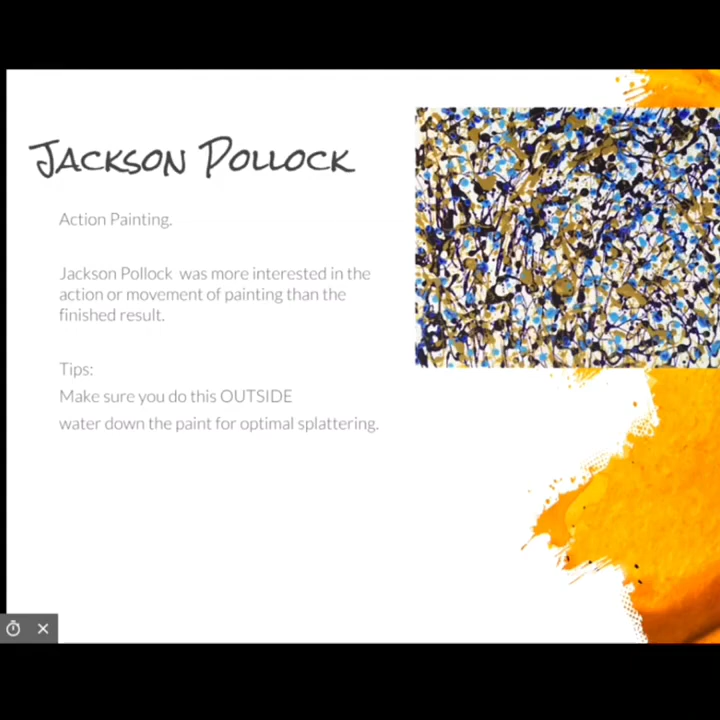 Jackson Pollock
Action Painting.
Jackson Pollock was more interested in the
action or movement of painting than the
finished result.
Tips:
Make sure you do this OUTSIDE
water down the paint for optimal splattering.